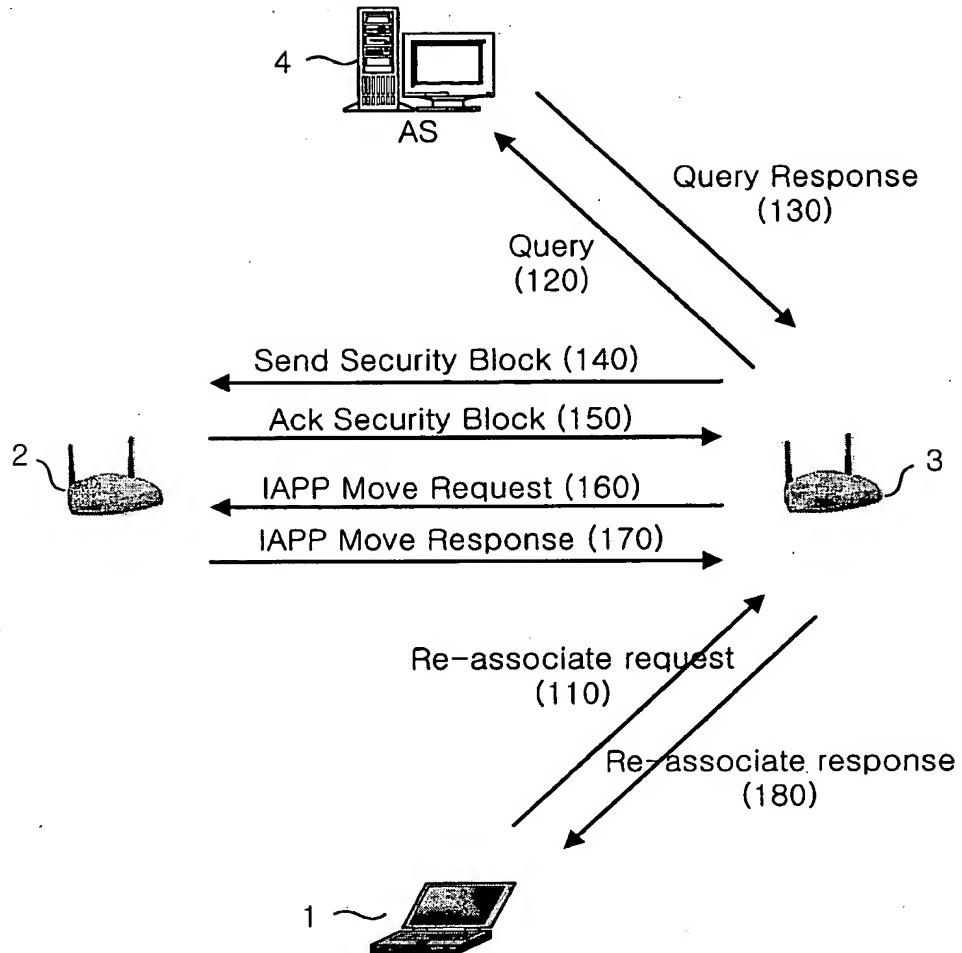 4
AS
Query Response
(130)
Query
(120)
Send Security Block (140)
Ack Security Block (150)
2
3
IAPP Move Request (160)
IAPP Move Response (170)
Re-associate request
(110)
Re-associate response
(180)
1